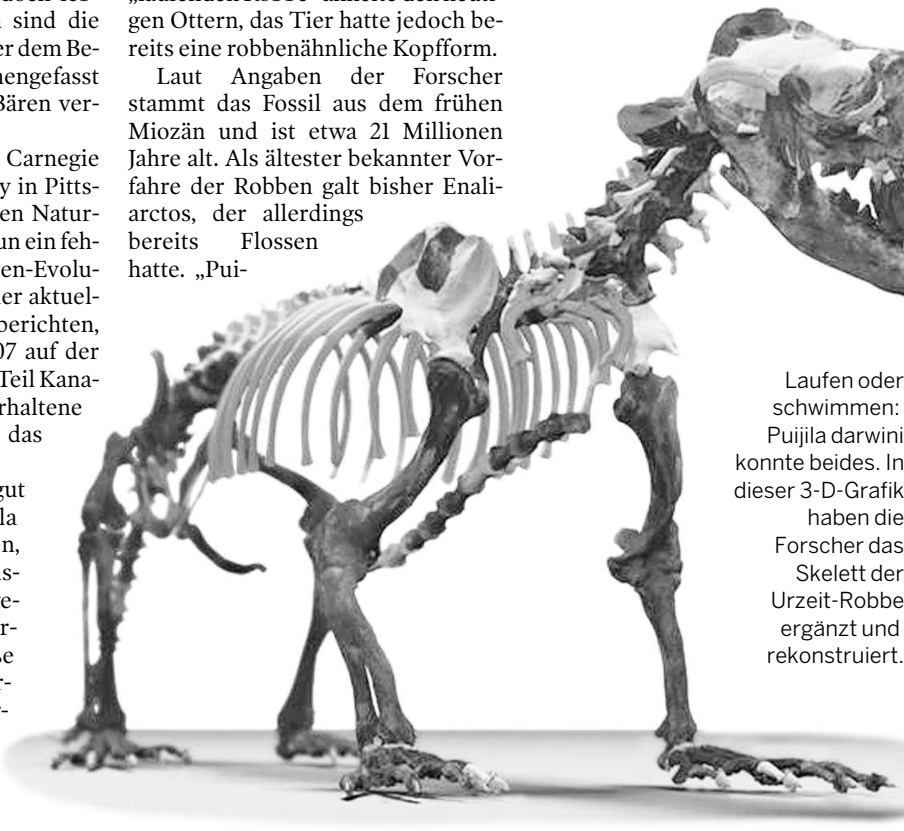 sind die
er dem Be-
nengefasst
Bären ver-
Carnegie
y in Pitts-
en Natur-
un ein feh-
en-Evolu-
er aktuel-
berichten,
07 auf der
Teil Kana-
rhaltene
das
gut
la
n,
s-
e-
r-
r-
r-
„laufenden Robbe“ ähnelte den heuti-
gen Ottern, das Tier hatte jedoch be-
reits eine robbenähnliche Kopfform.
Laut Angaben der Forscher
stammt das Fossil aus dem frühen
Miozän und ist etwa 21 Millionen
Jahre alt. Als ältester bekannter Vor-
fahre der Robben galt bisher Enali-
arctos, der allerdings
bereits Flossen
hatte. „Pui-
Laufen oder
schwimmen:
Puijila darwini
konnte beides. In
dieser 3-D-Grafik
haben die
Forscher das
Skelett der
Urzeit-Robbe
ergänzt und
rekonstruiert.